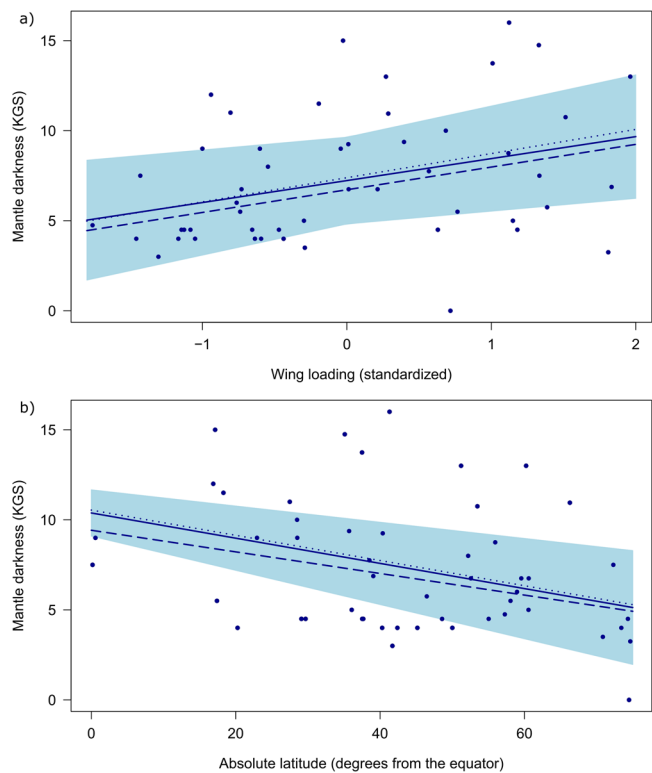 a)
15
10
5
0
Mantle darkness (KGS)
−1
0
1
2
Wing loading (standardized)
b)
15
10
5
0
Mantle darkness (KGS)
0
20
40
60
Absolute latitude (degrees from the equator)